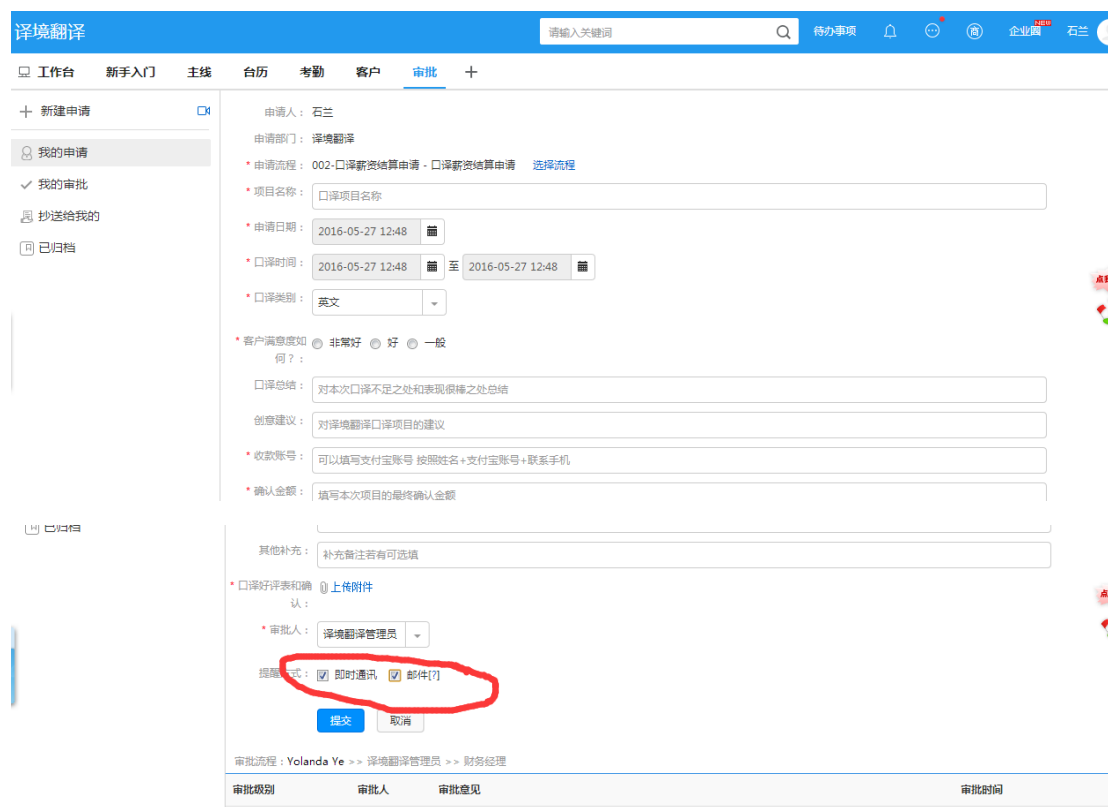 译境翻译 请输入关键词 待办事项 商 企业圈 NEW 石兰
工作台 新手入门 主线 台历 考勤 客户 审批
新建申请
我的申请
我的审批
抄送给我的
已归档
申请人： 石兰
申请部门： 译境翻译
* 申请流程： 002-口译薪资结算申请 - 口译薪资结算申请 选择流程
* 项目名称： 口译项目名称
* 申请日期： 2016-05-27 12:48
* 口译时间： 2016-05-27 12:48 至 2016-05-27 12:48
* 口译类别： 英文
* 客户满意度如何？： 非常好 好 一般
口译总结： 对本次口译不足之处和表现很棒之处总结
创意建议： 对译境翻译口译项目的建议
* 收款账号： 可以填写支付宝账号 按照姓名+支付宝账号+联系手机
* 确认金额： 填写本次项目的最终确认金额
已归档
其他补充： 补充备注若有可选填
* 口译好评表和确认： 上传附件
* 审批人： 译境翻译管理员
提醒 式： 即时通讯 邮件[?]
提交 取消
审批流程：Yolanda Ye >> 译境翻译管理员 >> 财务经理
审批级别 审批人 审批意见 审批时间